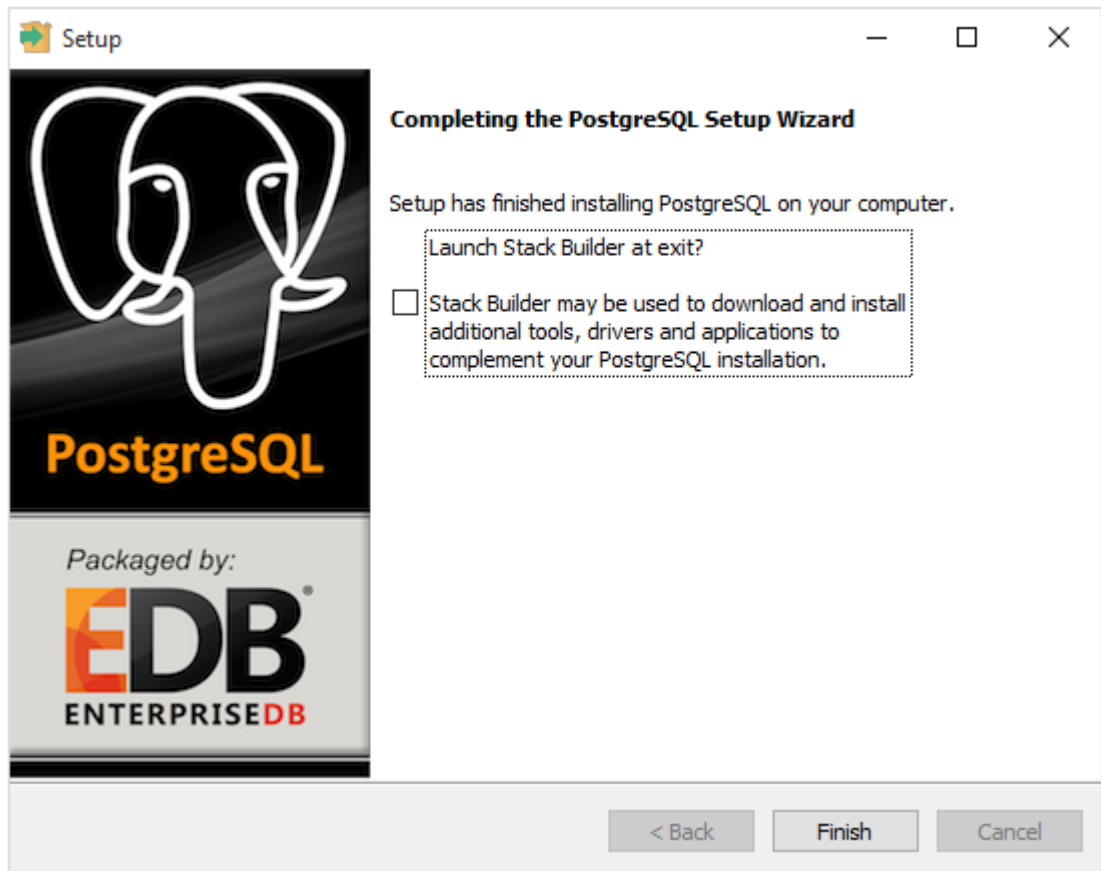 Setup
Completing the PostgreSQL Setup Wizard
Setup has finished installing PostgreSQL on your computer.
Launch Stack Builder at exit?
Stack Builder may be used to download and install
additional tools, drivers and applications to
complement your PostgreSQL installation.
PostgreSQL
Packaged by:
EDB®
ENTERPRISEDB
< Back
Finish
Cancel